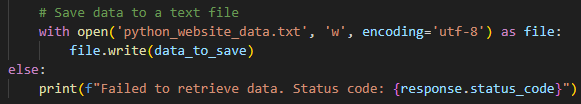 # Save data to a text file
with open('python_website_data.txt', 'w', encoding='utf-8') as file:
file.write(data_to_save)
else:
print(f"Failed to retrieve data. Status code: {response.status_code}")